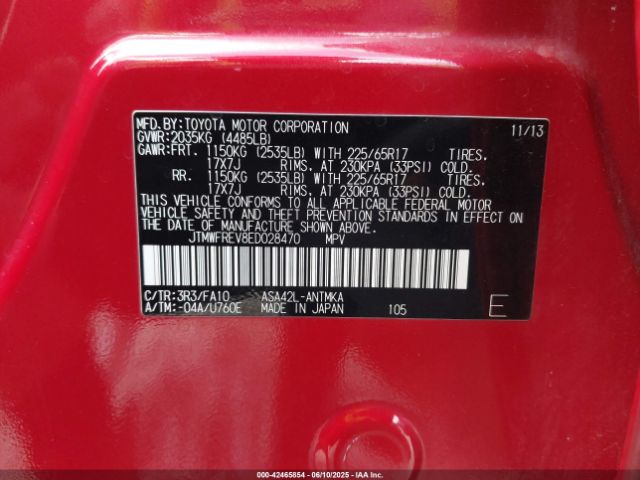 MFD.BY:TOYOTA MOTOR CORPORATION 11/13
GVWR:2035KG (4485LB)
GAWR:FRT. 1150KG (2535LB) WITH 225/65R17 TIRES.
17X7J RIMS, AT 230KPA (33PSI) COLD.
RR. 1150KG (2535LB) WITH 225/65R17 TIRES.
17X7J RIMS, AT 230KPA (33PSI) COLD.
THIS VEHICLE CONFORMS TO ALL APPLICABLE FEDERAL MOTOR
VEHICLE SAFETY AND THEFT PREVENTION STANDARDS IN EFFECT
ON THE DATE OF MANUFACTURE SHOWN ABOVE.
JTMWFREV8ED028470 MPV
C/TR:3R3/FA10 ASA42L-ANTMKA
A/TM:-04A/U760E MADE IN JAPAN 105 E
000-42465854 - 06/10/2025 - IAA Inc.